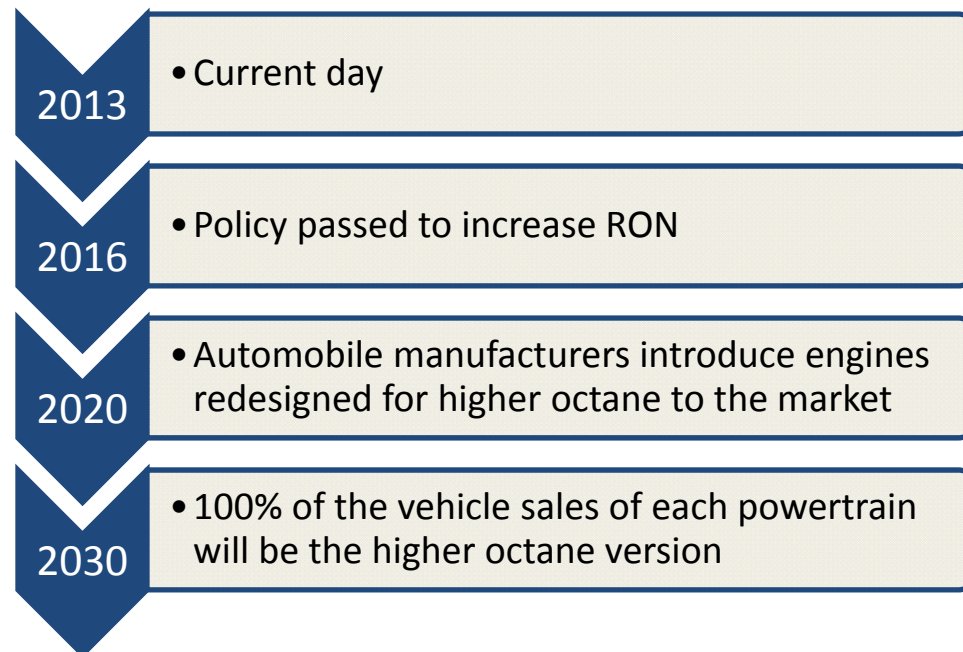 2013
• Current day
2016
• Policy passed to increase RON
2020
• Automobile manufacturers introduce engines
redesigned for higher octane to the market
2030
• 100% of the vehicle sales of each powertrain
will be the higher octane version